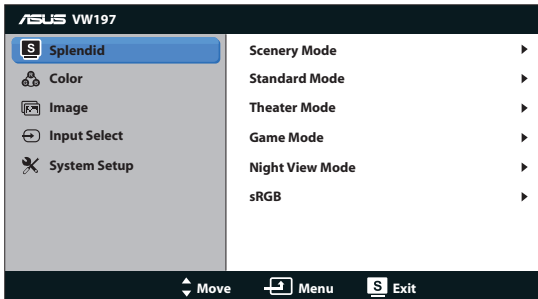 ASUS VW197
S Splendid
Color
Image
Input Select
System Setup
Scenery Mode
Standard Mode
Theater Mode
Game Mode
Night View Mode
sRGB
Move Menu S Exit